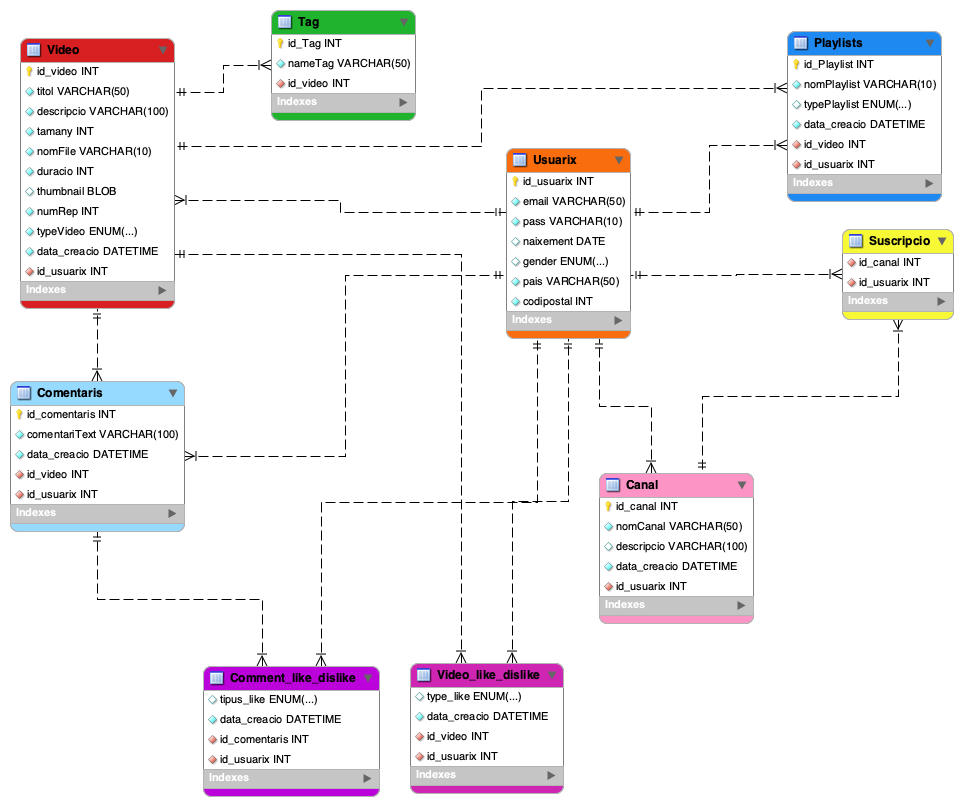 Video
id_video INT
titol VARCHAR(50)
descripcio VARCHAR(100)
tamany INT
nomFile VARCHAR(10)
duracio INT
thumbnail BLOB
numRep INT
typeVideo ENUM(...)
data_creacio DATETIME
id_usuarix INT
Indexes
Tag
id_Tag INT
nameTag VARCHAR(50)
id_video INT
Indexes
Playlists
id_Playlist INT
nomPlaylist VARCHAR(10)
typePlaylist ENUM(...)
data_creacio DATETIME
id_video INT
id_usuarix INT
Indexes
Usuarix
id_usuarix INT
email VARCHAR(50)
pass VARCHAR(10)
naixement DATE
gender ENUM(...)
pais VARCHAR(50)
codipostal INT
Indexes
Suscripcio
id_canal INT
id_usuarix INT
Indexes
Comentaris
id_comentaris INT
comentariText VARCHAR(100)
data_creacio DATETIME
id_video INT
id_usuarix INT
Indexes
Canal
id_canal INT
nomCanal VARCHAR(50)
descripcio VARCHAR(100)
data_creacio DATETIME
id_usuarix INT
Indexes
Comment_like_dislike
tipus_like ENUM(...)
data_creacio DATETIME
id_comentaris INT
id_usuarix INT
Indexes
Video_like_dislike
type_like ENUM(...)
data_creacio DATETIME
id_video INT
id_usuarix INT
Indexes